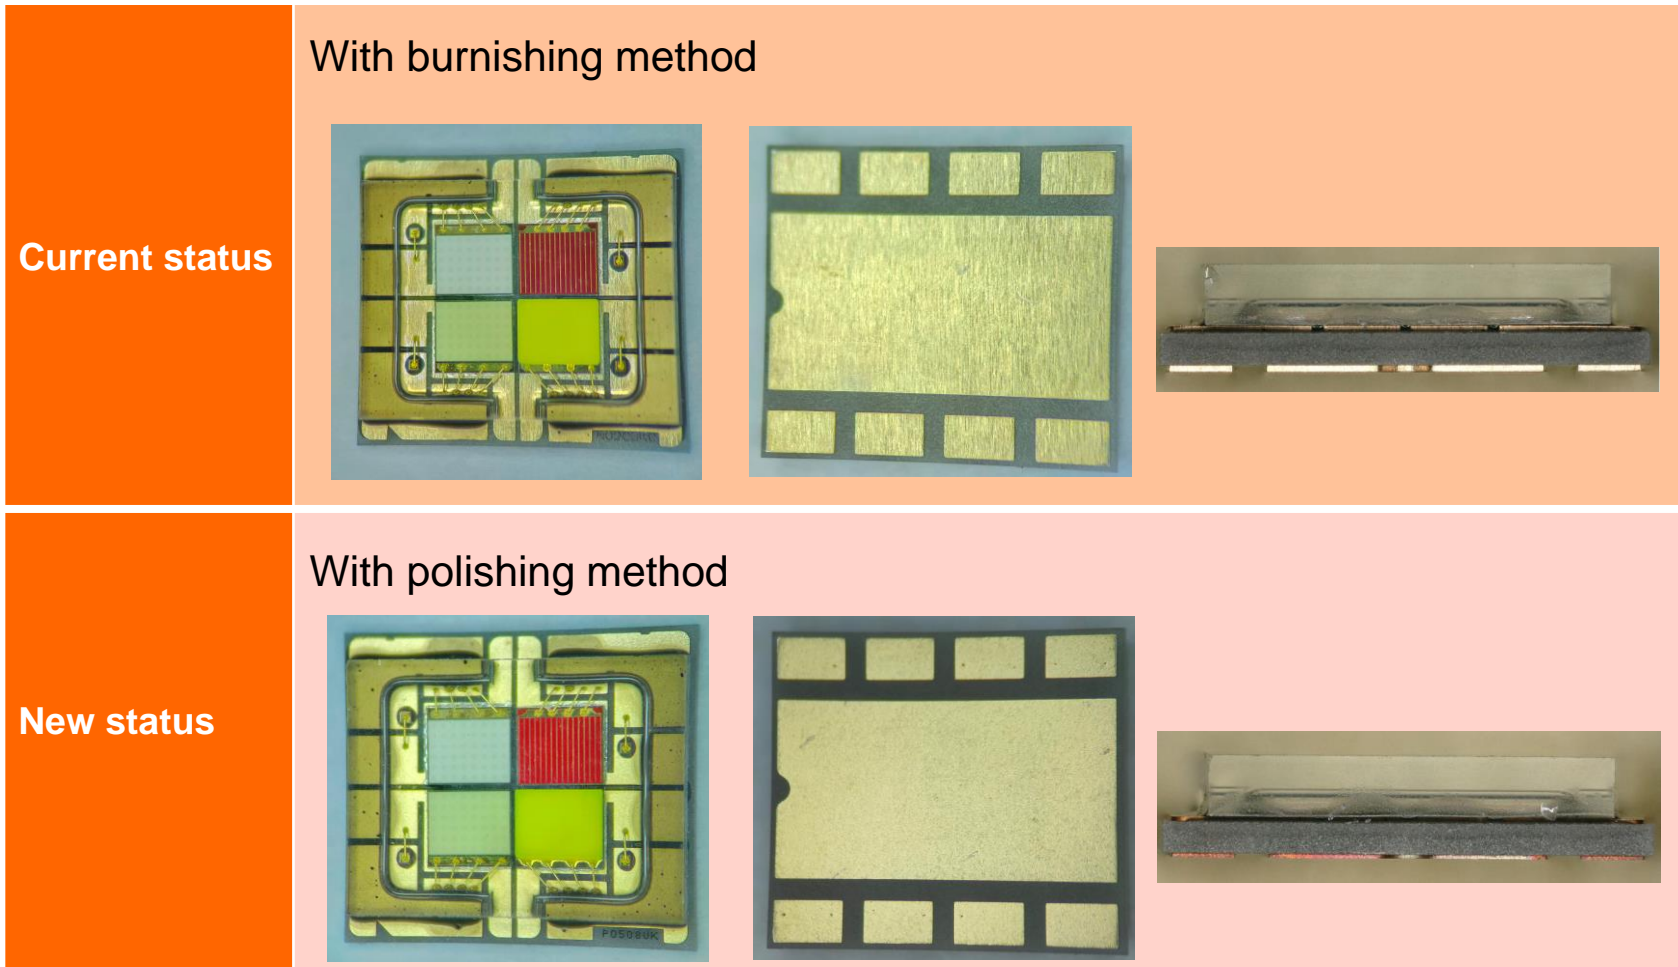 With burnishing method
Current status
With polishing method
New status
P0508UK